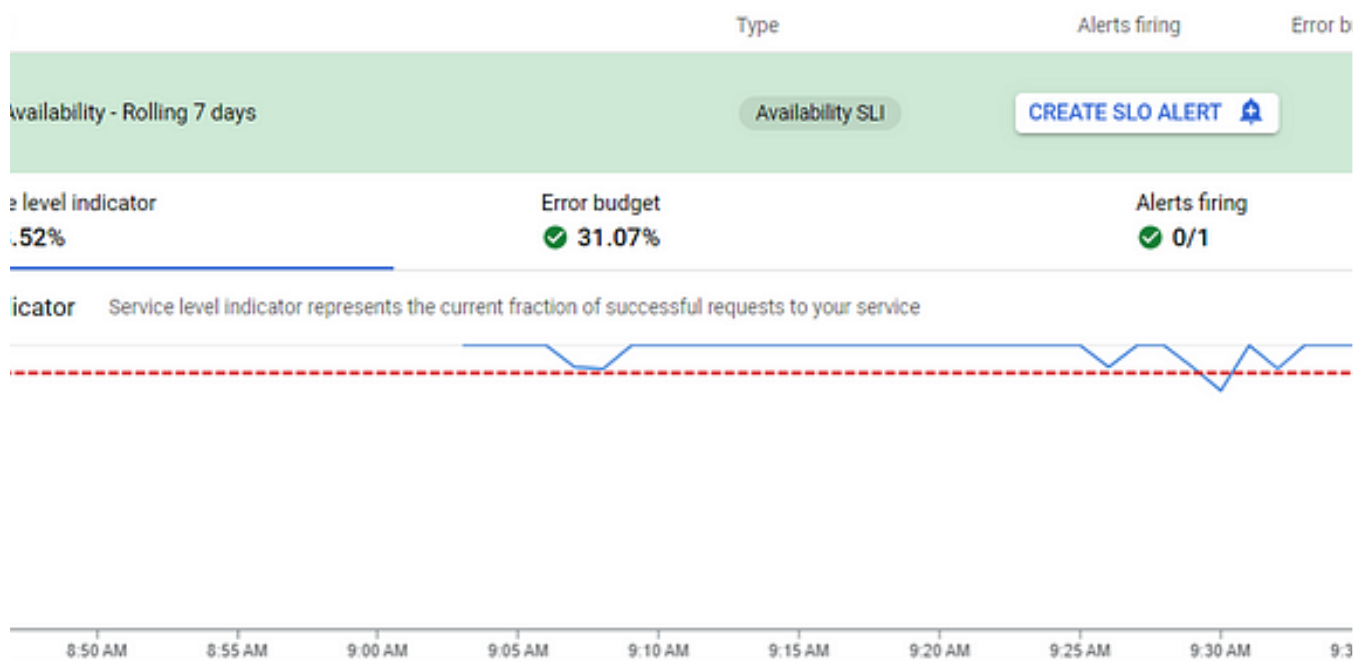 Type Alerts firing Error b
Availability - Rolling 7 days Availability SLI CREATE SLO ALERT
e level indicator Error budget Alerts firing
.52% 31.07% 0/1
icator Service level indicator represents the current fraction of successful requests to your service
8:50 AM 8:55 AM 9:00 AM 9:05 AM 9:10 AM 9:15 AM 9:20 AM 9:25 AM 9:30 AM 9:3